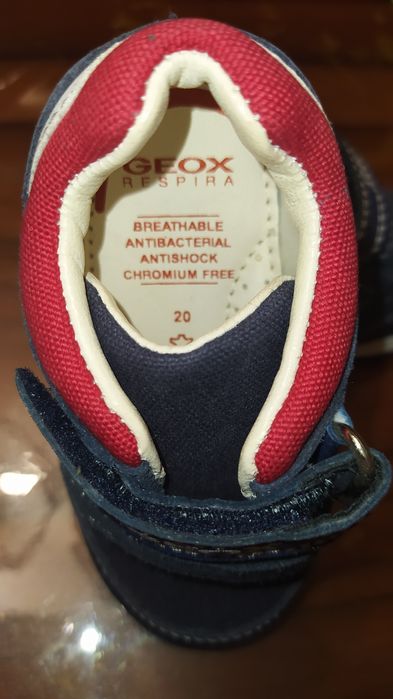 GEOX
RESPIRA
BREATHABLE
ANTIBACTERIAL
ANTISHOCK
CHROMIUM FREE
20